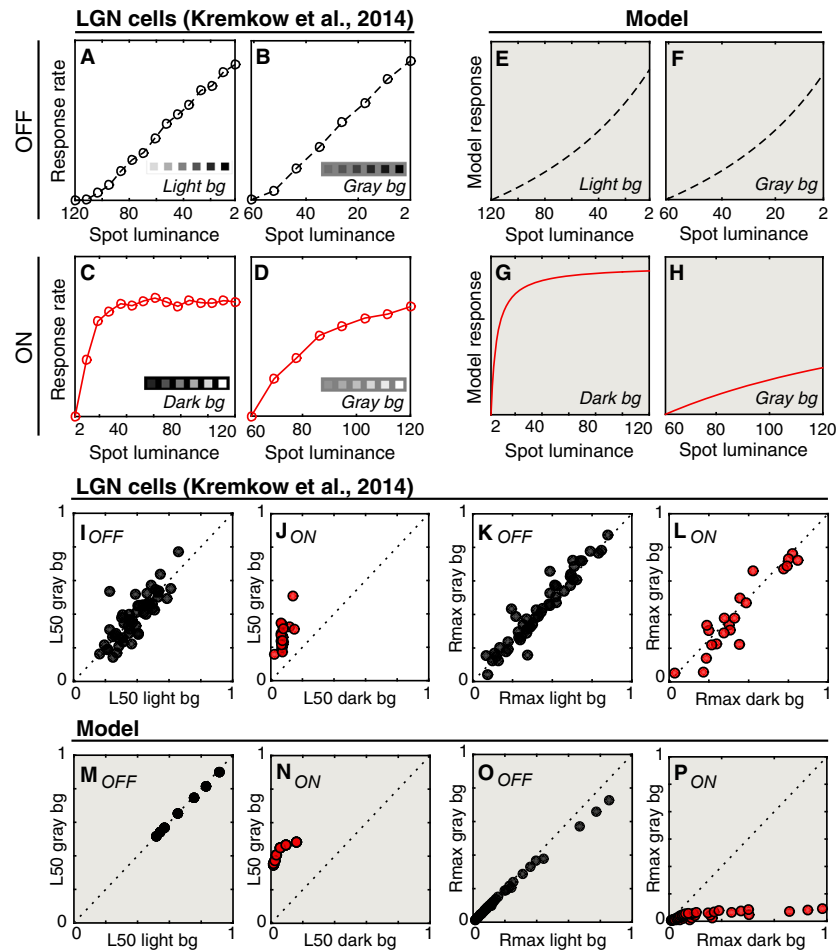 LGN cells (Kremkow et al., 2014)
Model
OFF
A
Response rate
Light bg
120 80 40 2
Spot luminance
B
Gray bg
60 40 20 2
Spot luminance
E
Model response
Light bg
120 80 40 2
Spot luminance
F
Gray bg
60 20 2
Spot luminance
ON
C
Response rate
Dark bg
2 40 80 120
Spot luminance
D
Gray bg
60 80 100 120
Spot luminance
G
Model response
Dark bg
2 40 80 120
Spot luminance
H
Gray bg
60 80 100 120
Spot luminance
LGN cells (Kremkow et al., 2014)
I OFF
1
L50 gray bg
0
0 L50 light bg 1
J ON
1
L50 gray bg
0
0 L50 dark bg 1
K OFF
1
Rmax gray bg
0
0 Rmax light bg 1
L ON
1
Rmax gray bg
0
0 Rmax dark bg 1
Model
M OFF
1
L50 gray bg
0
0 L50 light bg 1
N ON
1
L50 gray bg
0
0 L50 dark bg 1
O OFF
1
Rmax gray bg
0
0 Rmax light bg 1
P ON
1
Rmax gray bg
0
0 Rmax dark bg 1